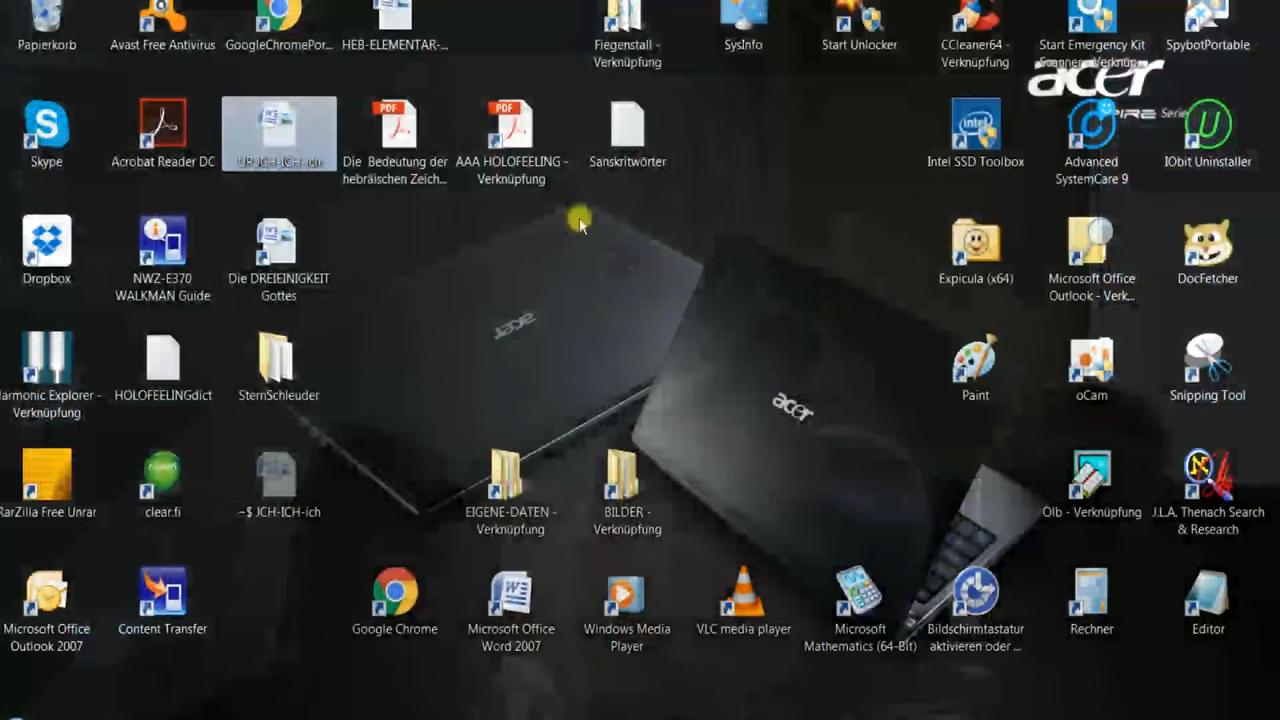 Papierkorb
Avast Free Antivirus
GoogleChromePor...
HEB-ELEMENTAR-...
Fiegenstall -
Verknüpfung
SysInfo
Start Unlocker
CCleaner64 -
Verknüpfung
Start Emergency Kit
SpybotPortable
acer
Serie
Skype
Acrobat Reader DC
UP JCH-ICH-ich
Die Bedeutung der
hebräischen Zeich...
AAA HOLOFEELING -
Verknüpfung
Sanskritwörter
Intel SSD Toolbox
Advanced
SystemCare 9
IObit Uninstaller
Dropbox
NWZ-E370
WALKMAN Guide
Die DREIEINIGKEIT
Gottes
Expicula (x64)
Microsoft Office
Outlook - Verk...
DocFetcher
acer
armonic Explorer -
Verknüpfung
HOLOFEELINGdict
SternSchleuder
acer
Paint
oCam
Snipping Tool
RarZilla Free Unrar
clear.fi
~$ JCH-ICH-ich
EIGENE-DATEN -
Verknüpfung
BILDER -
Verknüpfung
Olb - Verknüpfung
J.L.A. Thenach Search
& Research
Microsoft Office
Outlook 2007
Content Transfer
Google Chrome
Microsoft Office
Word 2007
Windows Media
Player
VLC media player
Microsoft
Mathematics (64-Bit)
Bildschirmtastatur
aktivieren oder ...
Rechner
Editor